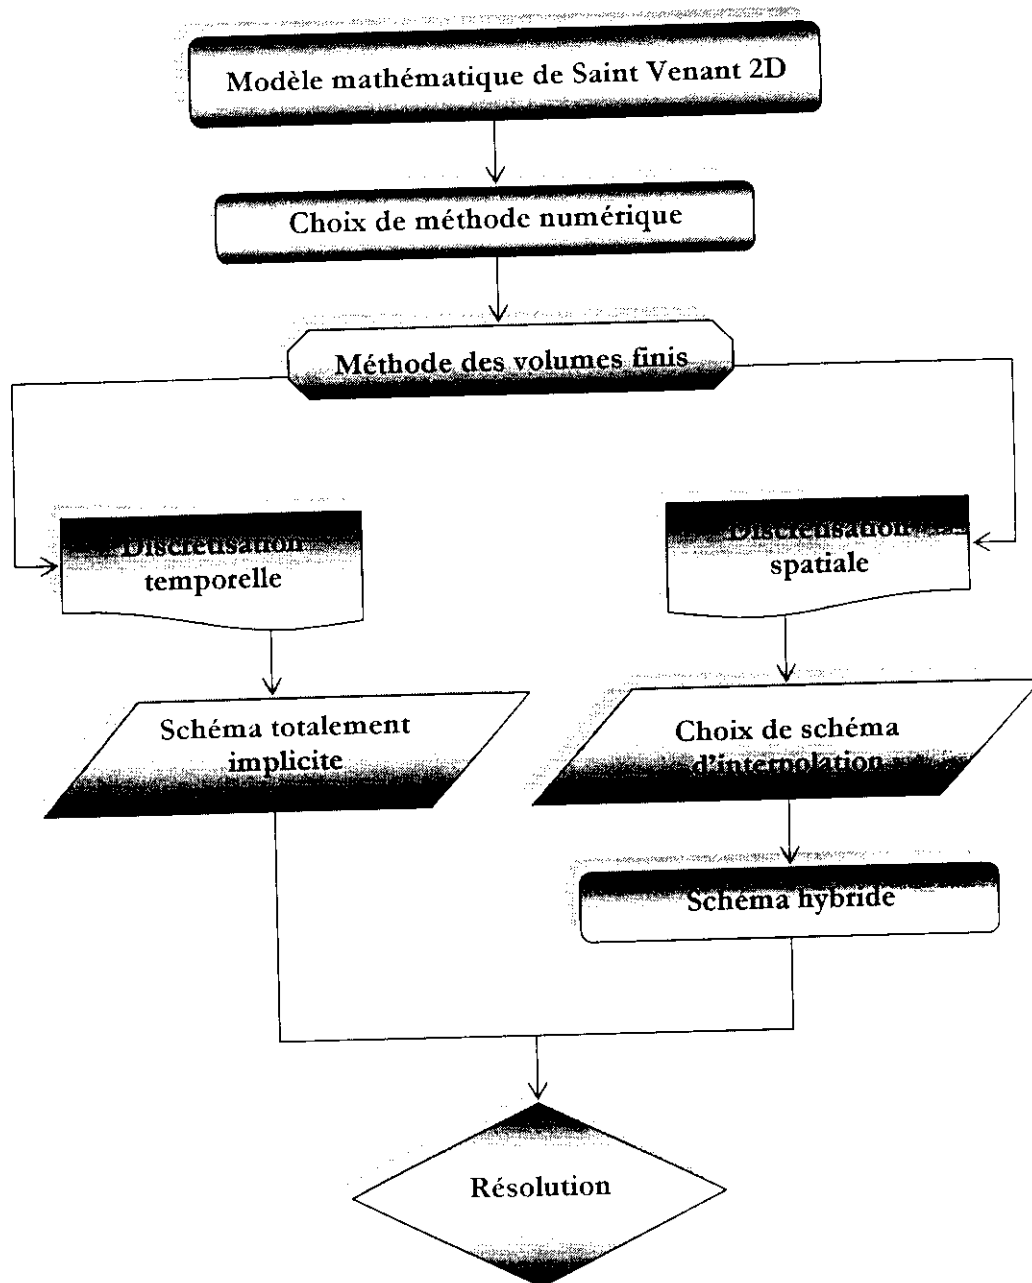 Modèle mathématique de Saint Venant 2D
Choix de méthode numérique
Méthode des volumes finis
Discrétisation
temporelle
Discrétisation
spatiale
Schéma totalement
implicite
Choix de schéma
d'interpolation
Schéma hybride
Résolution